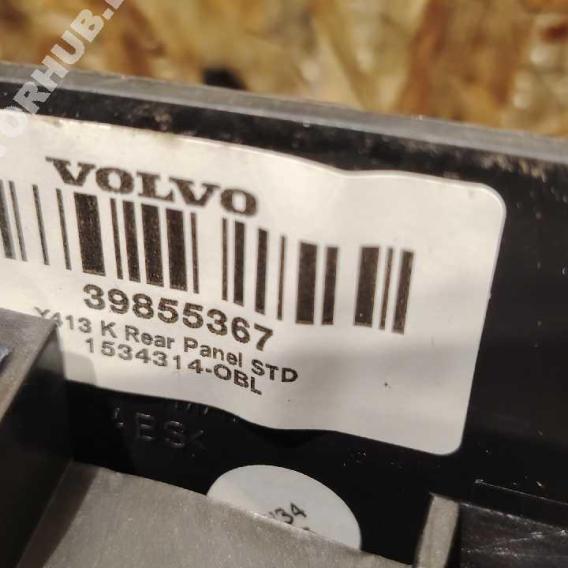 VOLVO
39855367
Y413 K Rear Panel STD
1534314-OBL